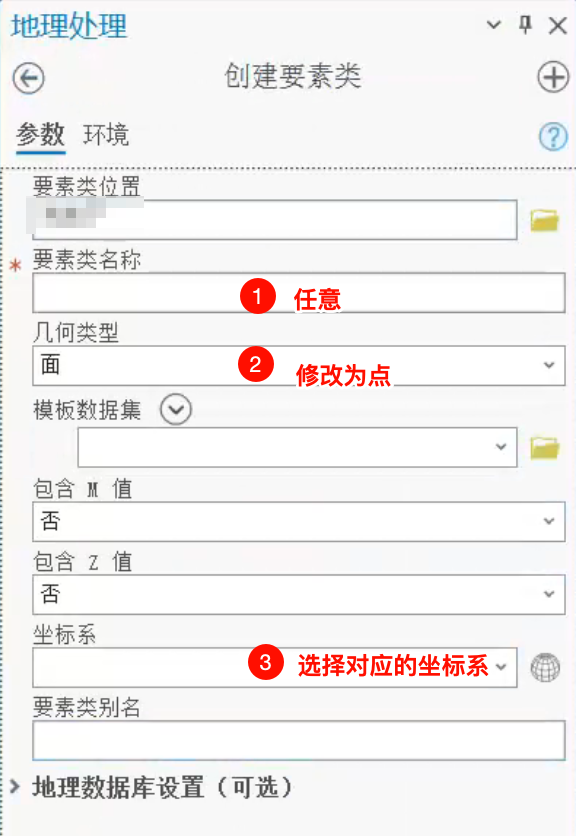 地理处理
创建要素类
参数 环境
要素类位置
* 要素类名称
1 任意
几何类型
面
2 修改为点
模板数据集
包含 M 值
否
包含 Z 值
否
坐标系
3 选择对应的坐标系
要素类别名
地理数据库设置（可选）